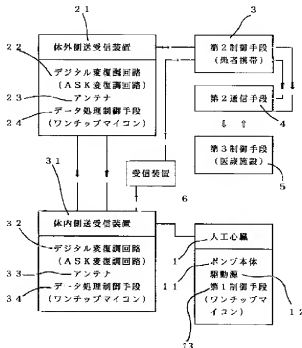 21
体外側送受信装置
22
デジタル変復調回路
(ASK変復調回路)
23
アンテナ
24
データ処理制御手段
(ワンチップマイコン)
3
第2制御手段
(患者携帯)
第2通信手段
4
第3制御手段
(医療施設)
5
受信装置
6
31
体内側送受信装置
32
デジタル変復調回路
(ASK変復調回路)
33
アンテナ
34
データ処理制御手段
(ワンチップマイコン)
1
人工心臓
11
ポンプ本体
駆動源
12
第1制御手段
(ワンチップマ
イコン)
13